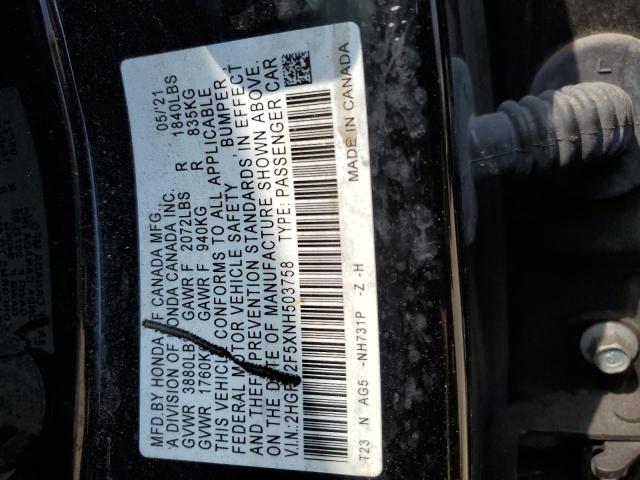 MFD.BY HONDA OF CANADA MFG. 05/'21
A DIVISION OF HONDA CANADA INC.
GVWR 3880LBS GAWR F 2072LBS R 1840LBS
GVWR 1760KG GAWR F 940KG R 835KG
THIS VEHICLE CONFORMS TO ALL APPLICABLE
FEDERAL MOTOR VEHICLE SAFETY, BUMPER,
AND THEFT PREVENTION STANDARDS IN EFFECT
ON THE DATE OF MANUFACTURE SHOWN ABOVE.
V.I.N.:2HG 2F5XNH503758 TYPE: PASSENGER CAR
T23 N AG5 -NH731P -Z -H MADE IN CANADA
L